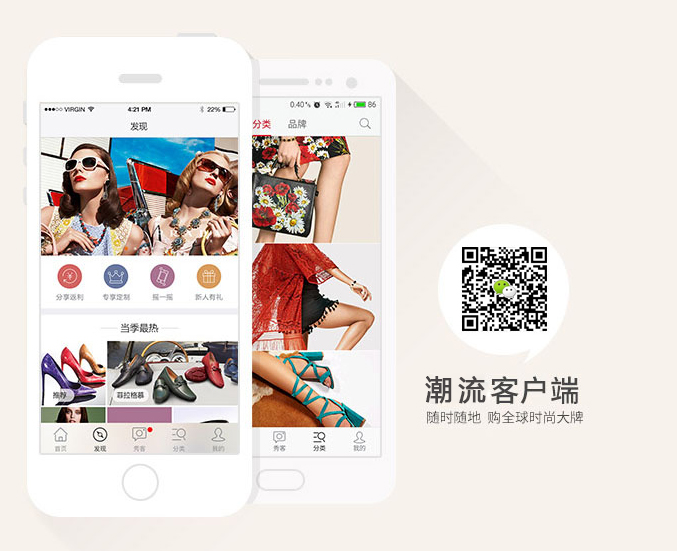 VIRGIN 4:21 PM 22%
发现
分享返利 专享定制 摇一摇 新人有礼
当季最热
推荐 菲拉格慕
首页 发现 秀客 分类 我的
0.40% 86
分类 品牌
秀客 分类 我的
潮流客户端
随时随地 购全球时尚大牌